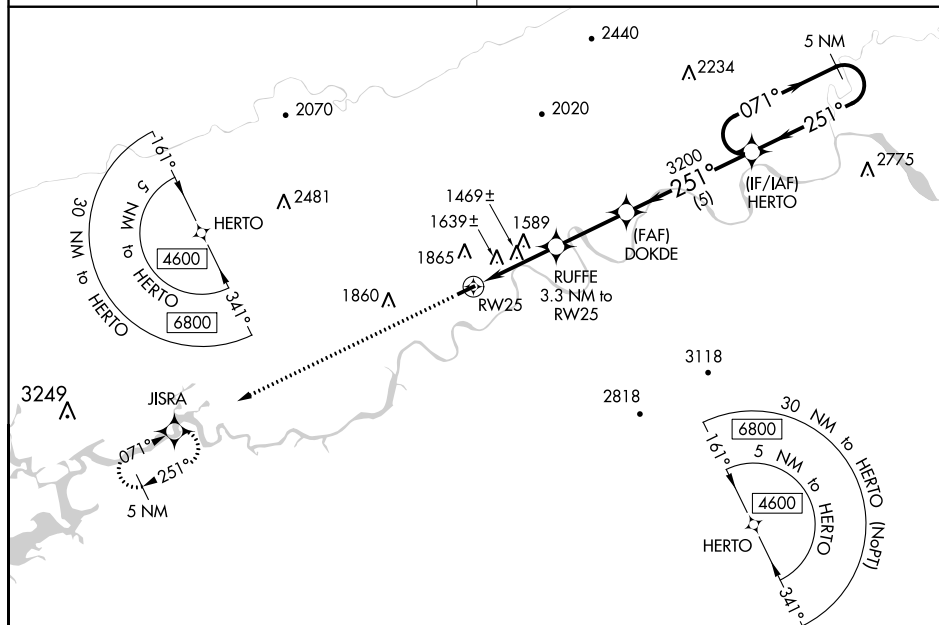 2440
5 NM
2234
071°
251°
2070
2020
3200
251°
(5)
(IF/IAF)
HERTO
2775
161°
5 NM to HERTO
30 NM to HERTO
HERTO
4600
6800
341°
2481
1469±
1639±
1589
1865
(FAF)
DOKDE
RUFFE
3.3 NM to
RW25
RW25
1860
3118
2818
3249
JISRA
071°
251°
5 NM
30 NM to HERTO (NoPT)
6800
161°
5 NM to HERTO
4600
HERTO
341°